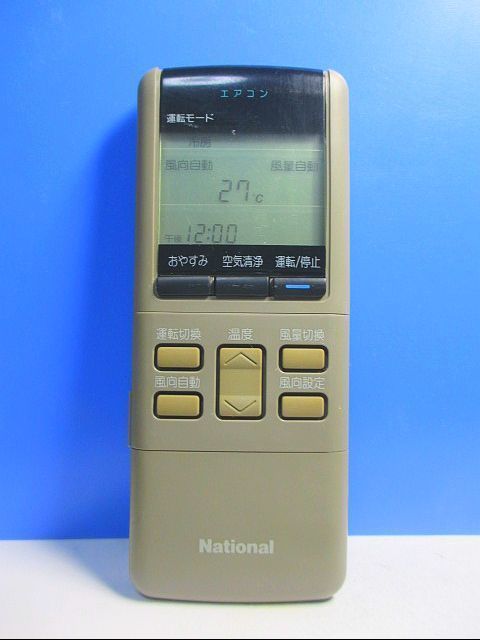 エアコン
運転モード
冷房
風向自動 風量自動
27℃
午後 12:00
おやすみ 空気清浄 運転/停止
運転切換 温度 風量切換
風向自動 風向設定
National